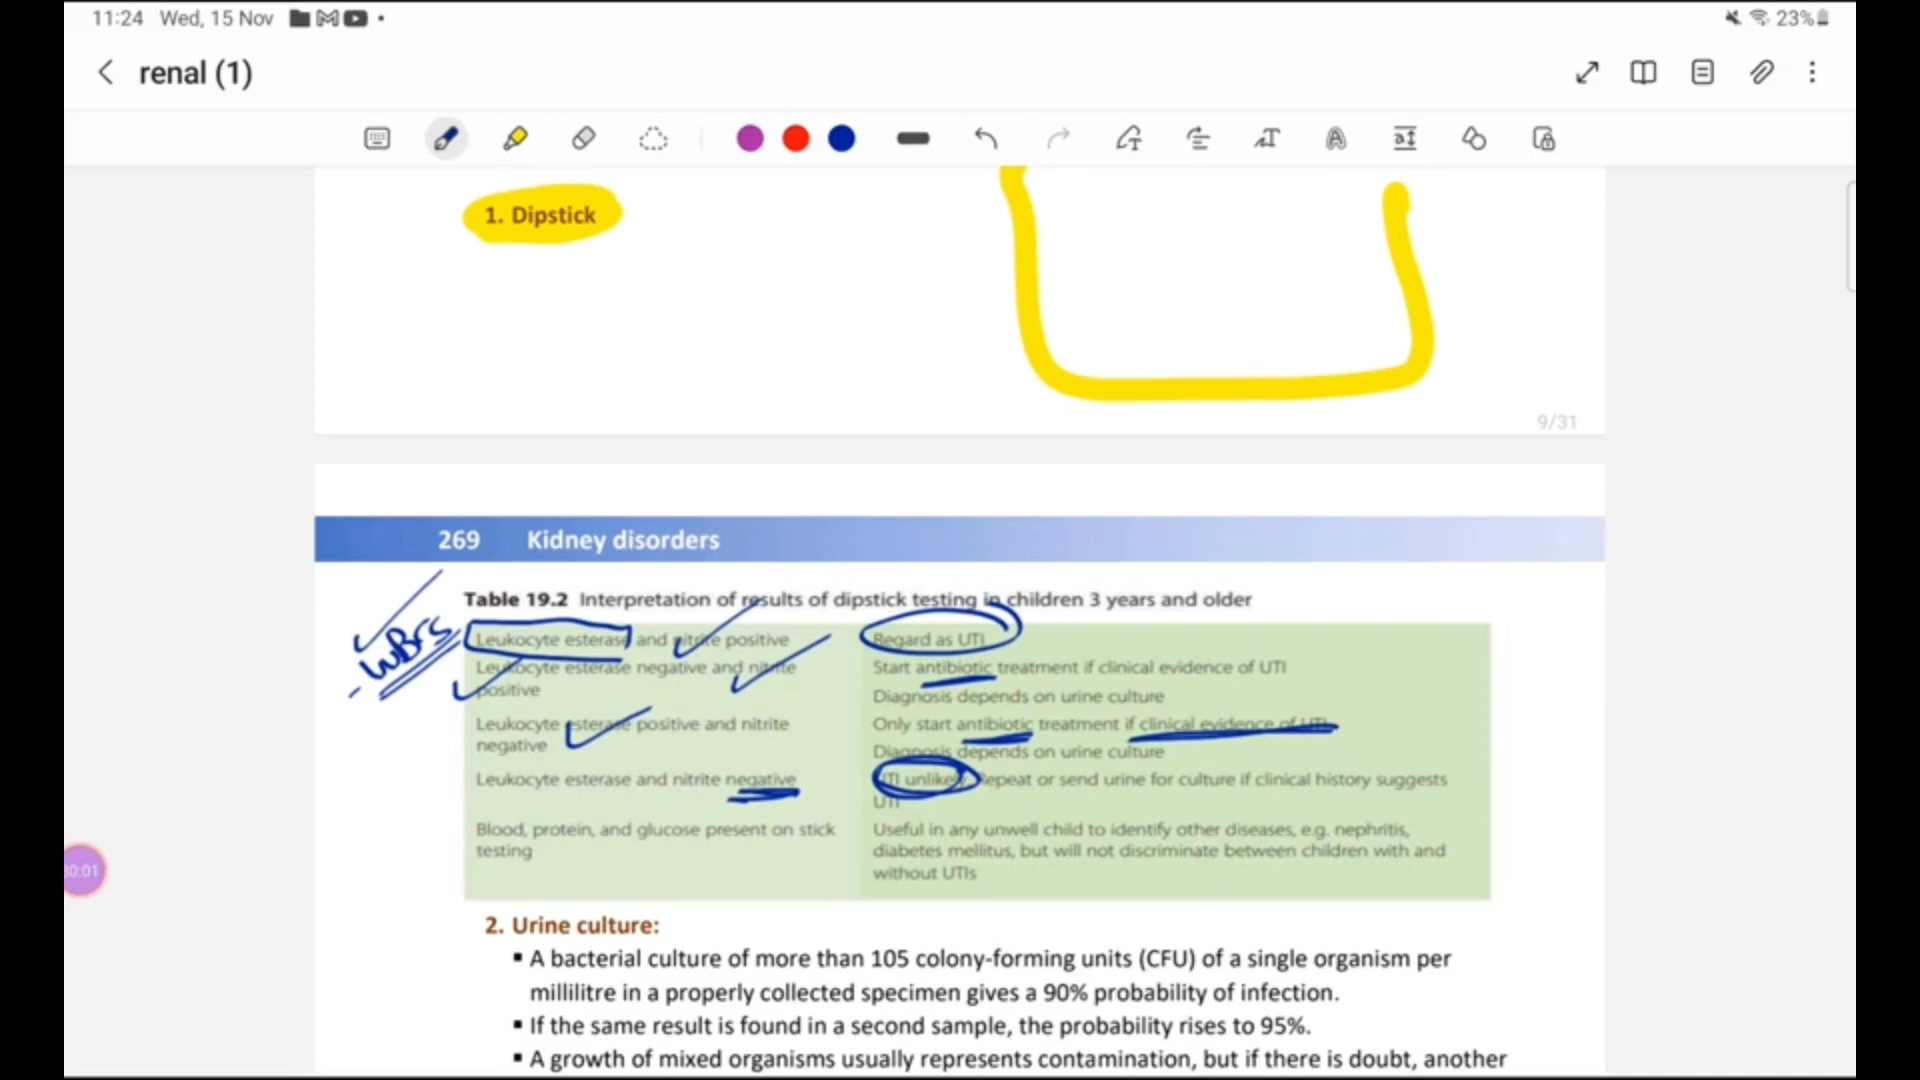 11:24 Wed, 15 Nov
23%
renal (1)
1. Dipstick
9/31
269 Kidney disorders
WBCs
Table 19.2 Interpretation of results of dipstick testing in children 3 years and older
Leukocyte esterase and nitrite positive Regard as UTI
Leukocyte esterase negative and nitrite positive Start antibiotic treatment if clinical evidence of UTI
Diagnosis depends on urine culture
Leukocyte esterase positive and nitrite negative Only start antibiotic treatment if clinical evidence of UTI
Diagnosis depends on urine culture
Leukocyte esterase and nitrite negative UTI unlikely. Repeat or send urine for culture if clinical history suggests
UTI
Blood, protein, and glucose present on stick testing Useful in any unwell child to identify other diseases, e.g. nephritis,
diabetes mellitus, but will not discriminate between children with and
without UTIs
2. Urine culture:
▪ A bacterial culture of more than 105 colony-forming units (CFU) of a single organism per
millilitre in a properly collected specimen gives a 90% probability of infection.
▪ If the same result is found in a second sample, the probability rises to 95%.
▪ A growth of mixed organisms usually represents contamination, but if there is doubt, another